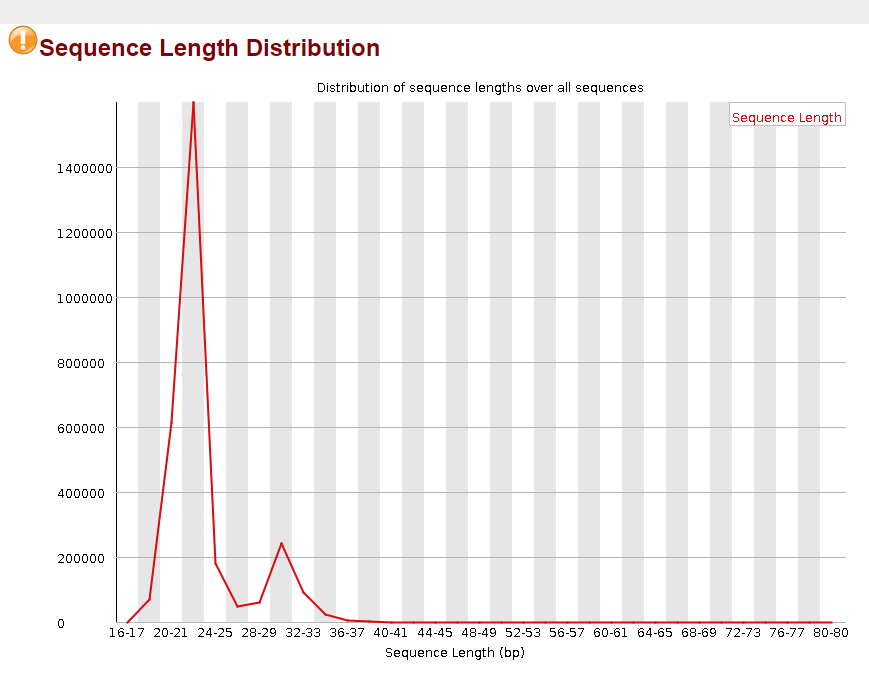 Sequence Length Distribution
Distribution of sequence lengths over all sequences
Sequence Length
1400000
1200000
1000000
800000
600000
400000
200000
0
16-17 20-21 24-25 28-29 32-33 36-37 40-41 44-45 48-49 52-53 56-57 60-61 64-65 68-69 72-73 76-77 80-80
Sequence Length (bp)